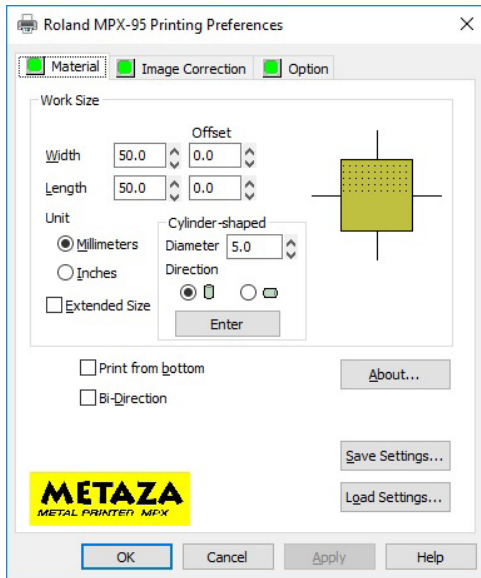 Roland MPX-95 Printing Preferences
Material Image Correction Option
Work Size
Offset
Width 50.0 0.0
Length 50.0 0.0
Unit
Millimeters
Inches
Extended Size
Cylinder-shaped
Diameter 5.0
Direction
Enter
Print from bottom
Bi-Direction
About...
Save Settings...
Load Settings...
METAZA
METAL PRINTED MPX
OK Cancel Apply Help